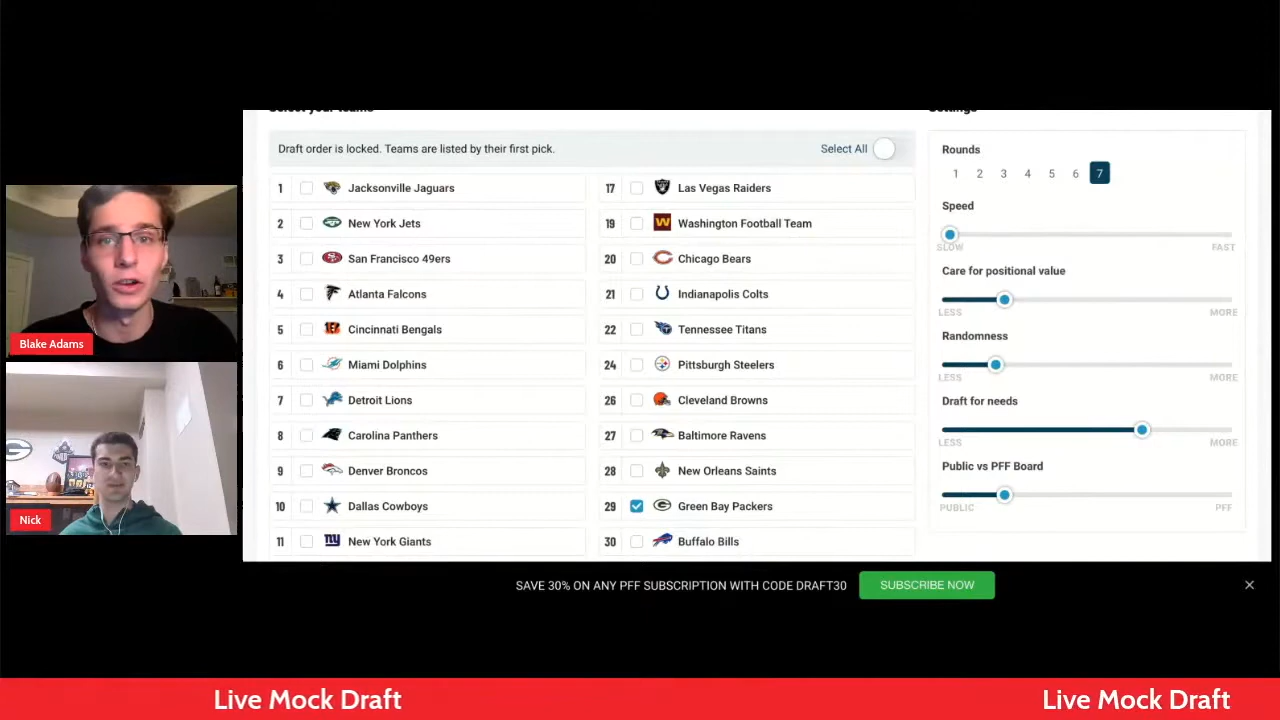 Select your teams
Settings
Draft order is locked. Teams are listed by their first pick.
Select All
1 Jacksonville Jaguars
2 New York Jets
3 San Francisco 49ers
4 Atlanta Falcons
5 Cincinnati Bengals
6 Miami Dolphins
7 Detroit Lions
8 Carolina Panthers
9 Denver Broncos
10 Dallas Cowboys
11 New York Giants
17 Las Vegas Raiders
19 Washington Football Team
20 Chicago Bears
21 Indianapolis Colts
22 Tennessee Titans
24 Pittsburgh Steelers
26 Cleveland Browns
27 Baltimore Ravens
28 New Orleans Saints
29 Green Bay Packers
30 Buffalo Bills
Rounds
1 2 3 4 5 6 7
Speed
SLOW FAST
Care for positional value
LESS MORE
Randomness
LESS MORE
Draft for needs
LESS MORE
Public vs PFF Board
PUBLIC PFF
Blake Adams
Nick
SAVE 30% ON ANY PFF SUBSCRIPTION WITH CODE DRAFT30
SUBSCRIBE NOW
Live Mock Draft
Live Mock Draft